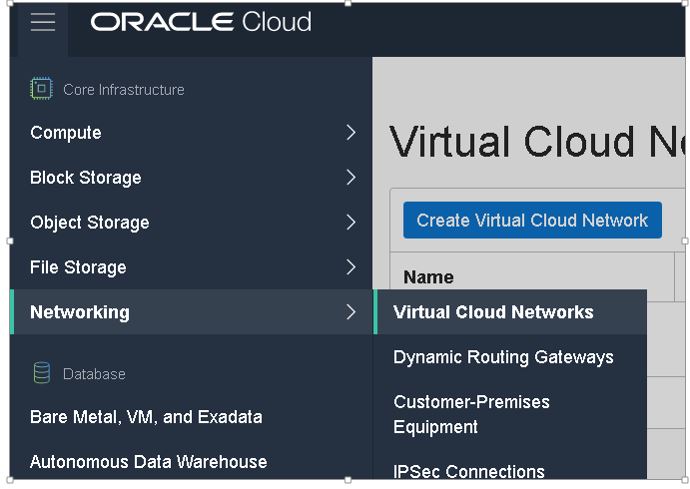 ORACLE Cloud
Core Infrastructure
Compute
Block Storage
Object Storage
File Storage
Networking
Database
Bare Metal, VM, and Exadata
Autonomous Data Warehouse
Virtual Cloud Ne
Create Virtual Cloud Network
Name
Virtual Cloud Networks
Dynamic Routing Gateways
Customer-Premises
Equipment
IPSec Connections